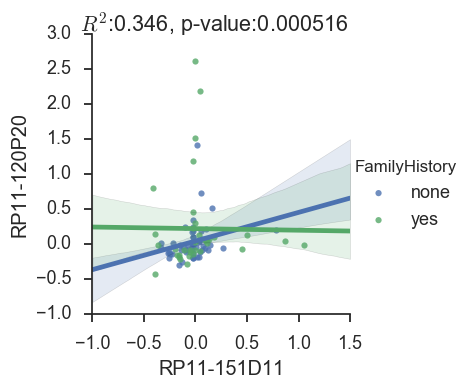 R²:0.346, p-value:0.000516
3.0
2.5
2.0
1.5
1.0
0.5
0.0
−0.5
−1.0
RP11-120P20
−1.0 −0.5 0.0 0.5 1.0 1.5
RP11-151D11
FamilyHistory
none
yes